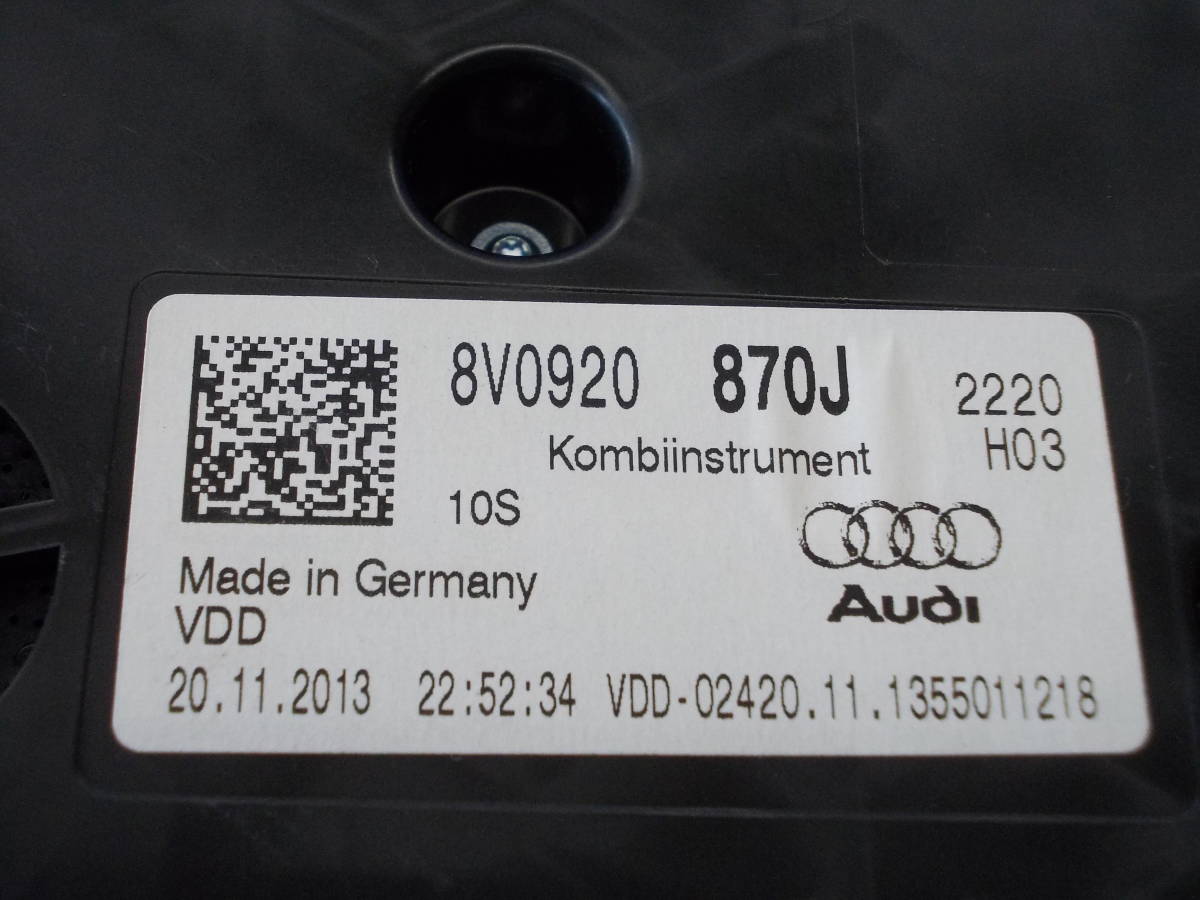 8V0920 870J 2220
Kombiinstrument H03
10S
Audi
Made in Germany
VDD
20.11.2013 22:52:34 VDD-02420.11.1355011218